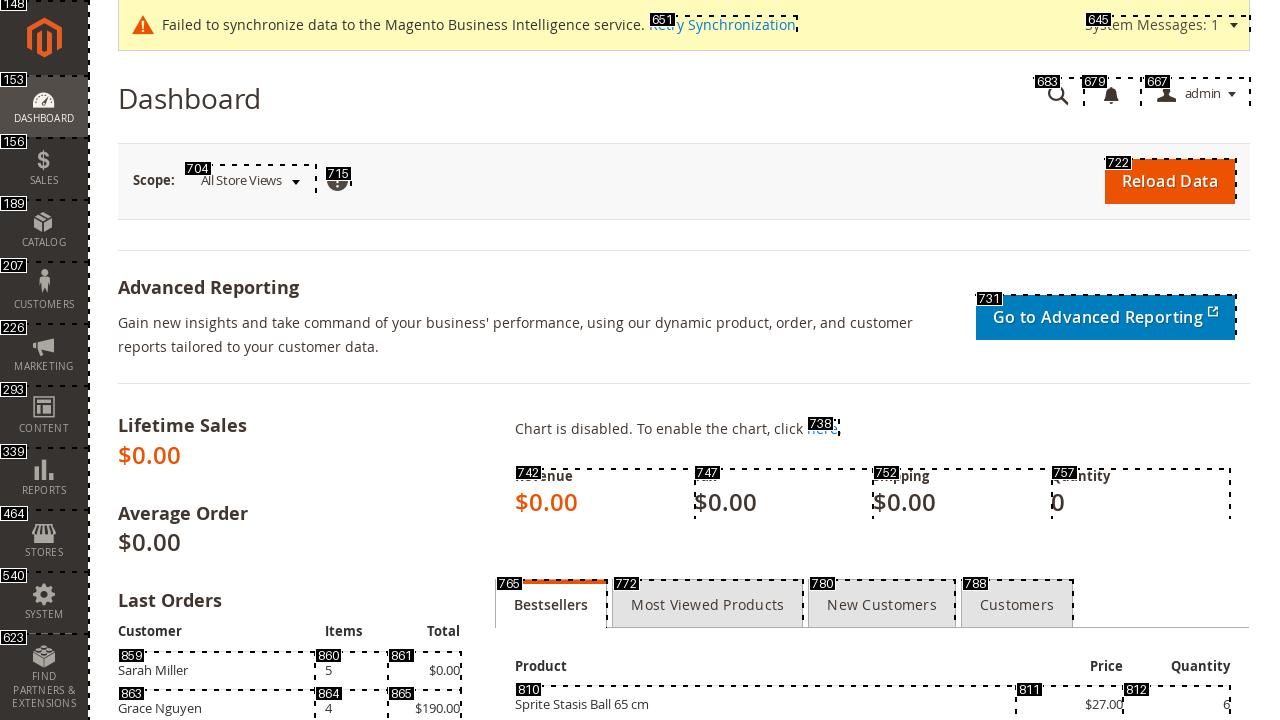 148
Failed to synchronize data to the Magento Business Intelligence service. 651 Retry Synchronization
645 System Messages: 1
153
DASHBOARD
Dashboard
683
679
667
admin
156
SALES
Scope:
704
All Store Views
715
722
Reload Data
189
CATALOG
207
CUSTOMERS
Advanced Reporting
Gain new insights and take command of your business' performance, using our dynamic product, order, and customer
reports tailored to your customer data.
731
Go to Advanced Reporting
226
MARKETING
293
CONTENT
Lifetime Sales
$0.00
Chart is disabled. To enable the chart, click 738
339
REPORTS
742
747
752
757
$0.00
$0.00
$0.00
0
464
STORES
Average Order
$0.00
540
SYSTEM
765
Bestsellers
772
Most Viewed Products
780
New Customers
788
Customers
Last Orders
Customer Items Total
859 860 861
Sarah Miller 5 $0.00
863 864 865
Grace Nguyen 4 $190.00
Product Price Quantity
810 811 812
Sprite Stasis Ball 65 cm $27.00 6
623
FIND
PARTNERS &
EXTENSIONS